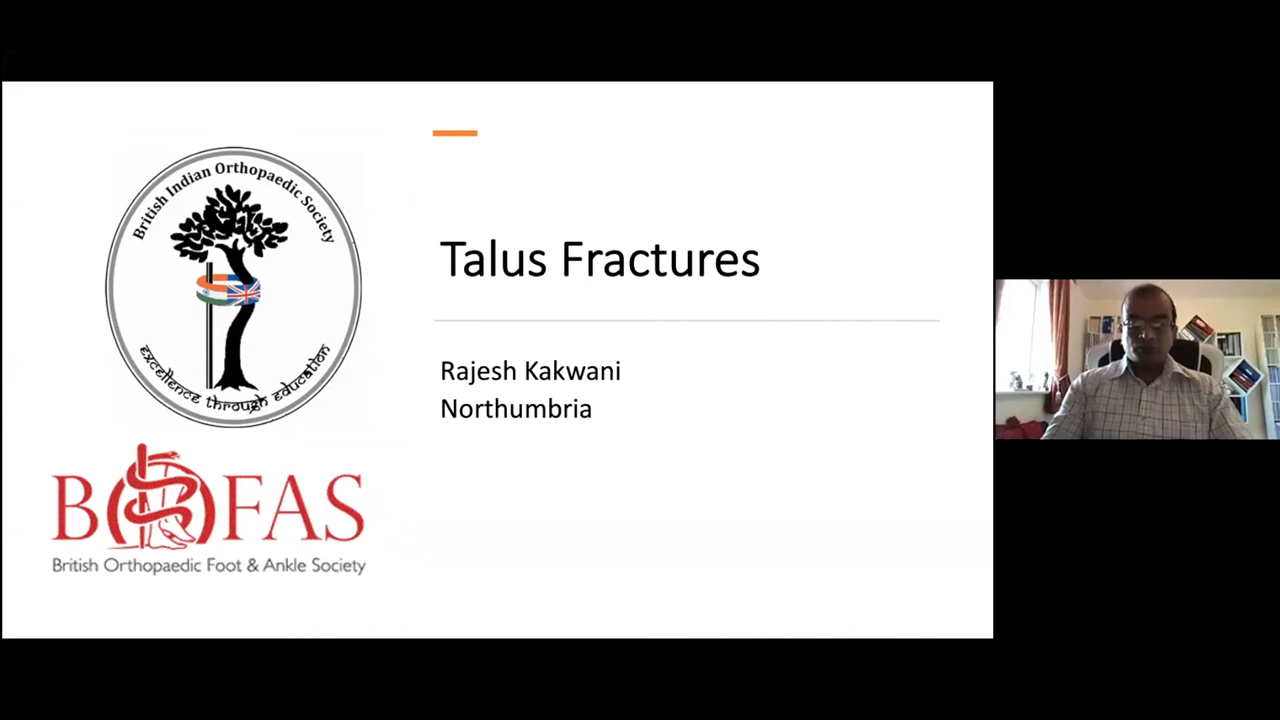 British Indian Orthopaedic Society
excellence through education
BOFAS
British Orthopaedic Foot & Ankle Society
Talus Fractures
Rajesh Kakwani
Northumbria